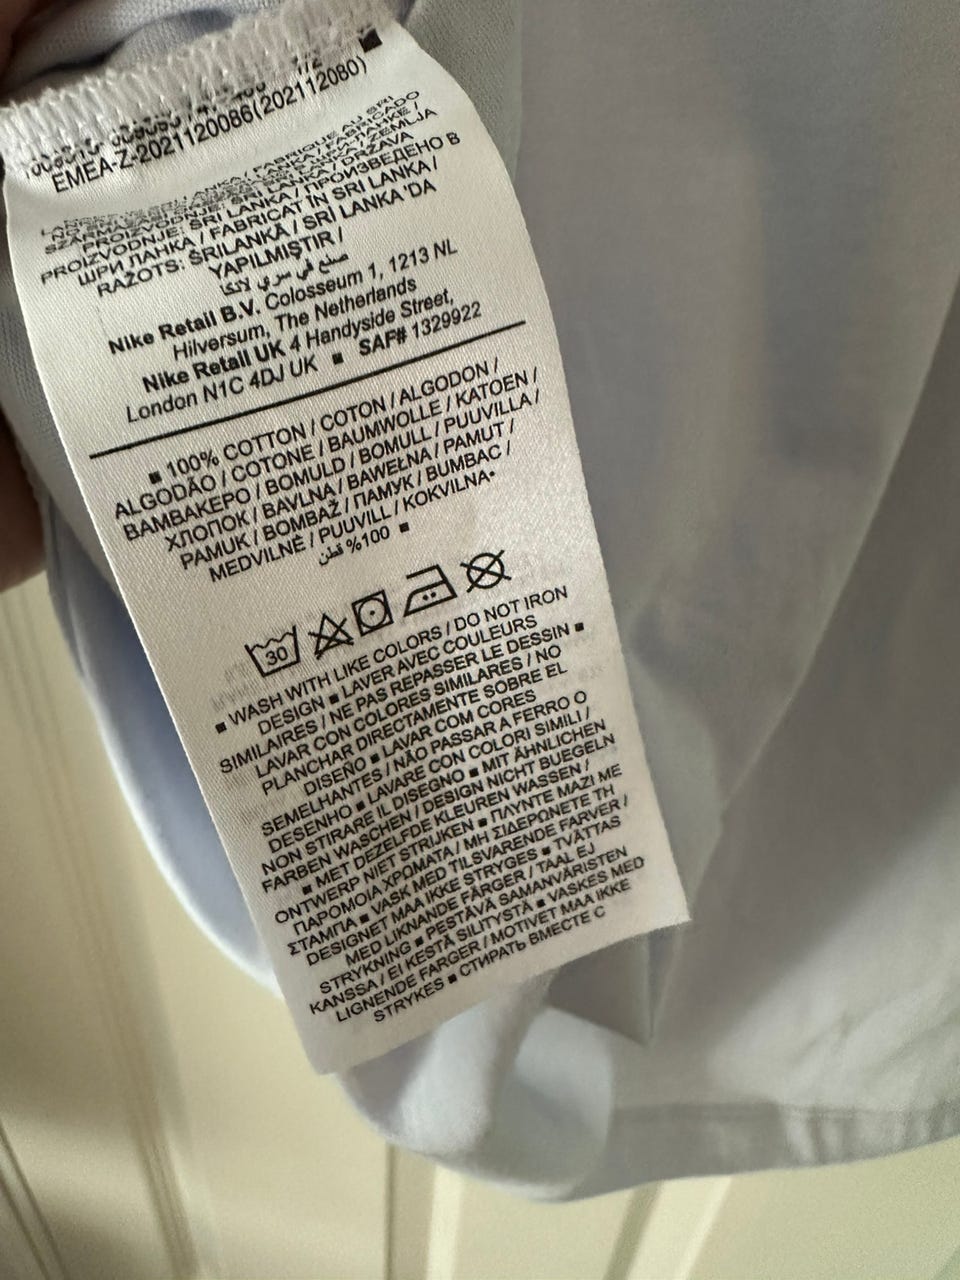 EMEA-Z-2021120086(202112080)
PROIZVODNJE: SRI LANKA / ПРОИЗВЕДЕНО В
ШРИ ЛАНКА / FABRICAT ÎN SRI LANKA /
RAŽOTS: ŠRILANKĀ / SRİ LANKA 'DA
YAPILMIŞTIR /
صنع في سري لانكا
Nike Retail B.V. Colosseum 1, 1213 NL
Hilversum, The Netherlands
Nike Retail UK 4 Handyside Street,
London N1C 4DJ UK ■ SAF# 1329922
■ 100% COTTON / COTON / ALGODON /
ALGODÃO / COTONE / BAUMWOLLE / KATOEN /
BAMBAKEPO / BOMULD / BOMULL / PUUVILLA /
ХЛОПОК / BAVLNA / BAWEŁNA / PAMUT /
PAMUK / BOMBAŽ / ПАМУК / BUMBAC /
MEDVILNĖ / PUUVILL / KOKVILNA•
100% قطن ■
30
■ WASH WITH LIKE COLORS / DO NOT IRON
DESIGN ■ LAVER AVEC COULEURS
SIMILAIRES / NE PAS REPASSER LE DESSIN ■
LAVAR CON COLORES SIMILARES / NO
PLANCHAR DIRECTAMENTE SOBRE EL
DISEÑO ■ LAVAR COM CORES
SEMELHANTES / NÃO PASSAR A FERRO O
DESENHO ■ LAVARE CON COLORI SIMILI /
NON STIRARE IL DISEGNO ■ MIT ÄHNLICHEN
FARBEN WASCHEN / DESIGN NICHT BUEGELN
■ MET DEZELFDE KLEUREN WASSEN /
ONTWERP NIET STRIJKEN ■ ΠΛΥΝΤΕ ΜΑΖΙ ΜΕ
ΠΑΡΟΜΟΙΑ ΧΡΩΜΑΤΑ / ΜΗ ΣΙΔΕΡΩΝΕΤΕ ΤΗ
ΣΤΑΜΠΑ ■ VASK MED TILSVARENDE FARVER /
DESIGNET MAA IKKE STRYGES ■ TVÄTTAS
MED LIKNANDE FÄRGER / TAAL EJ
STRYKNING ■ PESTÄVÄ SAMANVÄRISTEN
KANSSA / EI KESTÄ SILITYSTÄ ■ VASKES MED
LIGNENDE FARGER / MOTIVET MAA IKKE
STRYKES ■ СТИРАТЬ ВМЕСТЕ С